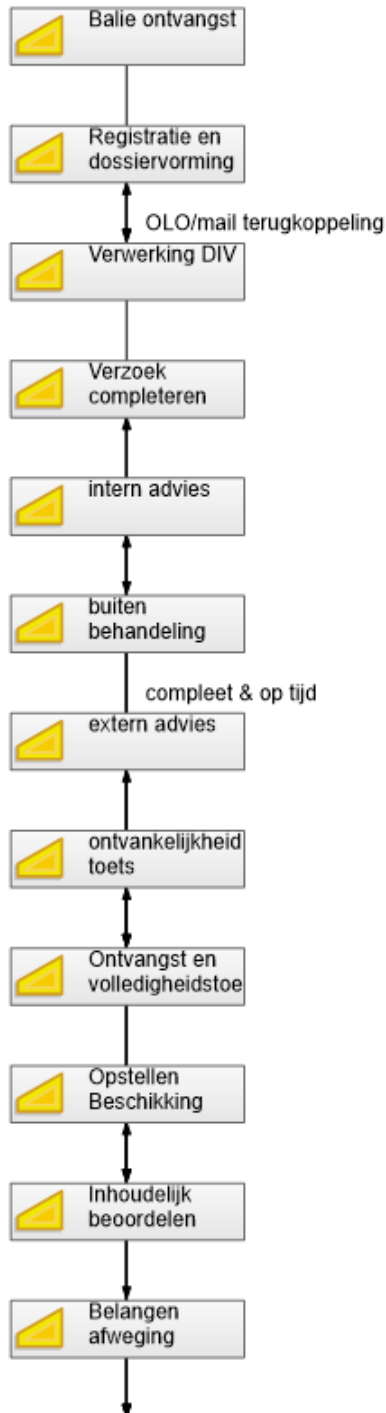 Balie ontvangst
Registratie en
dossiervorming
OLO/mail terugkoppeling
Verwerking DIV
Verzoek
completeren
intern advies
buiten
behandeling
compleet & op tijd
extern advies
ontvankelijkheid
toets
Ontvangst en
volledigheidstoe
Opstellen
Beschikking
Inhoudelijk
beoordelen
Belangen
afweging